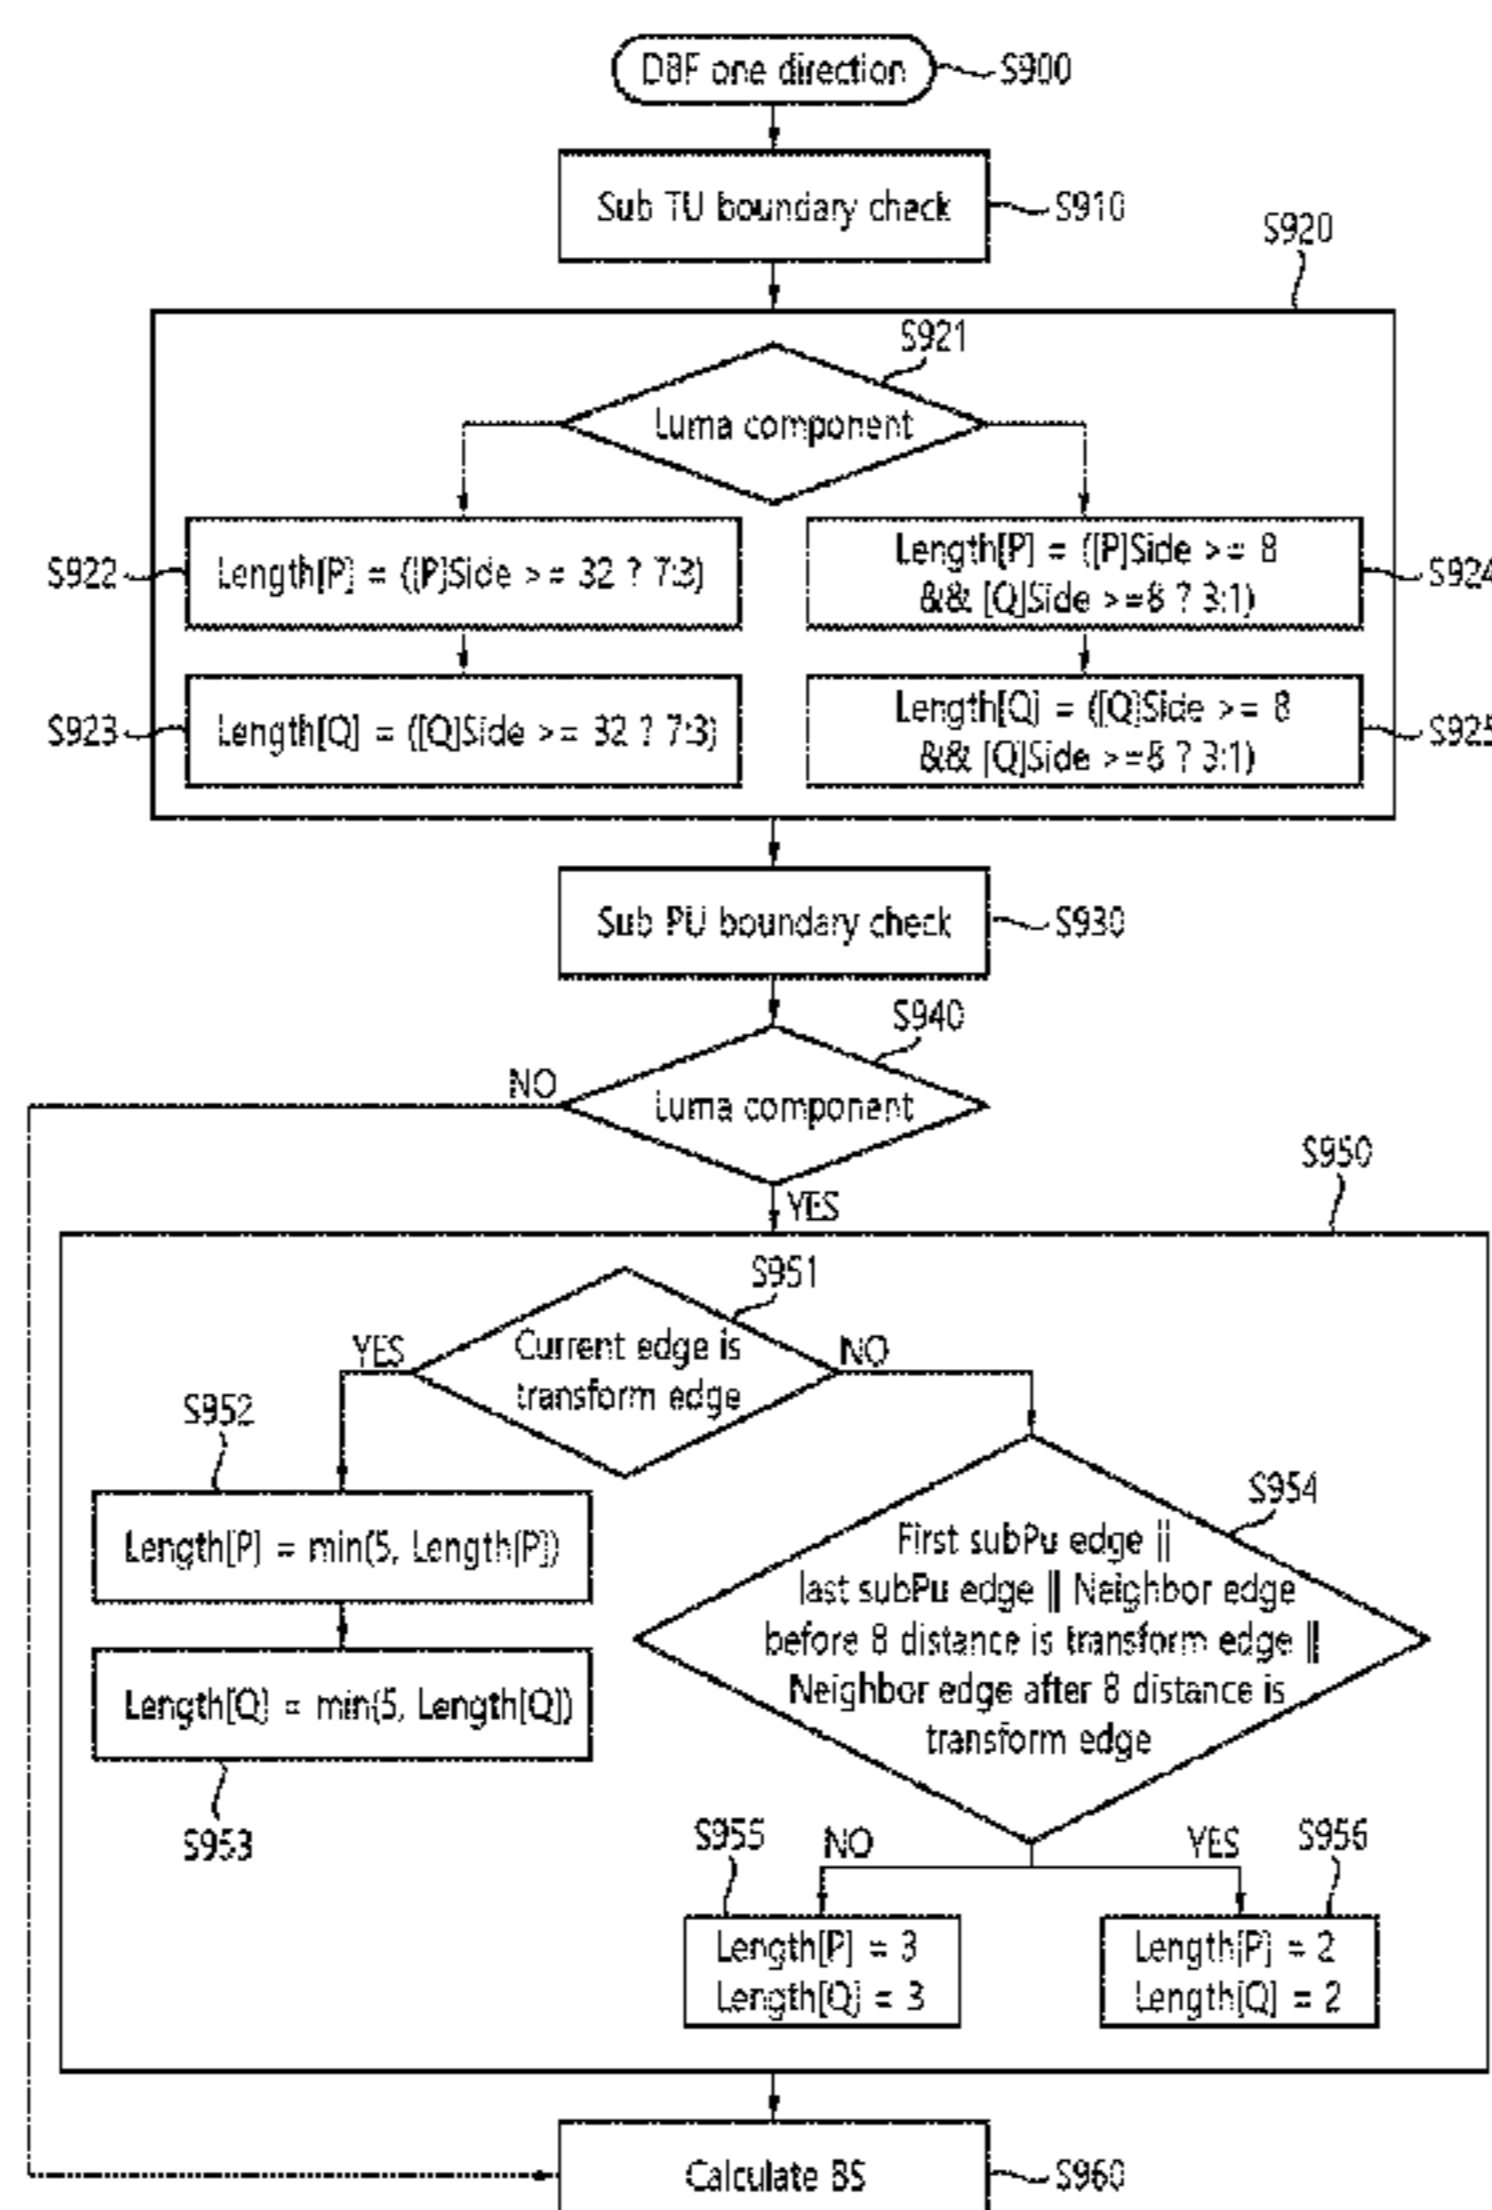 DBF one direction
S900
Sub TU boundary check
S910
S920
S921
Luma component
S922
Length[P] = ([P]Side >= 32 ? 7:3)
Length[P] = ([P]Side >= 8
&& [Q]Side >=8 ? 3:1)
S924
S923
Length[Q] = ([Q]Side >= 32 ? 7:3)
Length[Q] = ([Q]Side >= 8
&& [Q]Side >=8 ? 3:1)
S925
Sub PU boundary check
S930
S940
NO
Luma component
S950
YES
S951
YES
Current edge is
transform edge
NO
S952
S954
Length[P] = min(5, Length[P])
First subPu edge ||
last subPu edge || Neighbor edge
before 8 distance is transform edge ||
Neighbor edge after 8 distance is
transform edge
Length[Q] = min(5, Length[Q])
S953
S955
NO
YES
S956
Length[P] = 3
Length[Q] = 3
Length[P] = 2
Length[Q] = 2
Calculate BS
S960